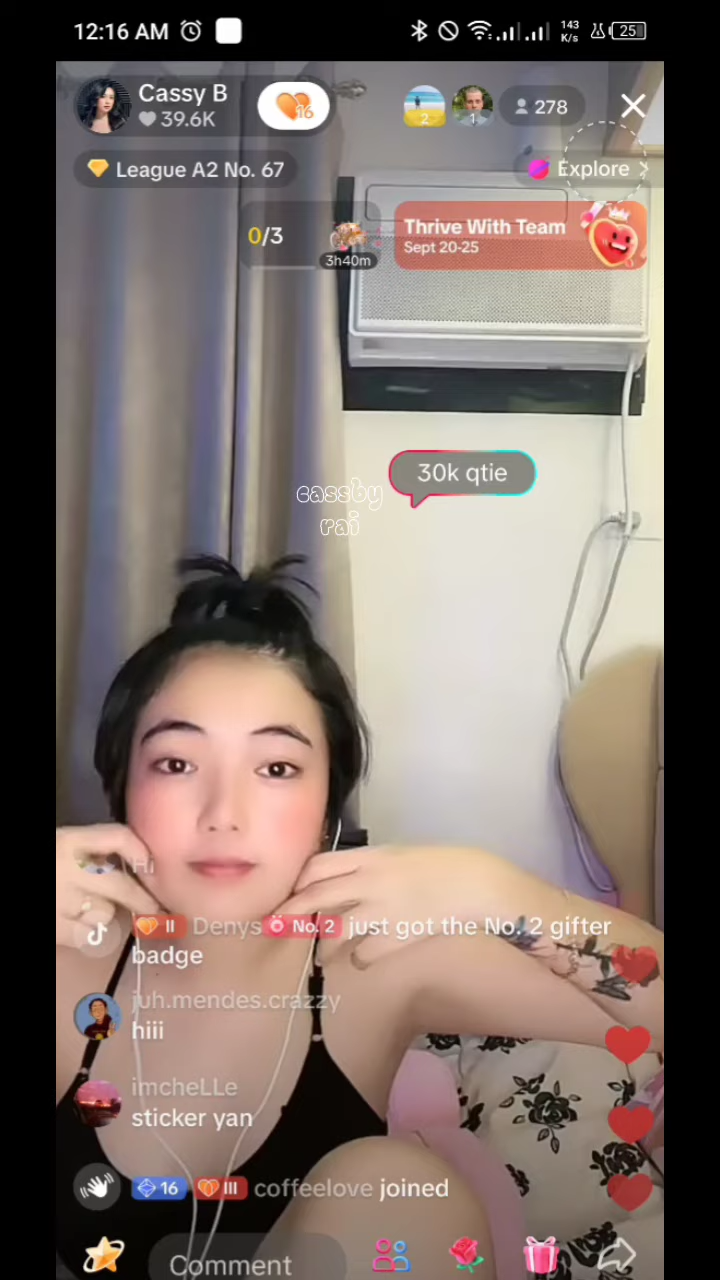 12:16 AM
143
K/s
25
Cassy B
39.6K
16
2
1
278
League A2 No. 67
Explore
0/3
3h40m
Thrive With Team
Sept 20-25
30k qtie
cassby
rai
Hi
II Denys No. 2 just got the No. 2 gifter
badge
juh.mendes.crazzy
hiii
imcheLLe
sticker yan
16 III coffeelove joined
Comment